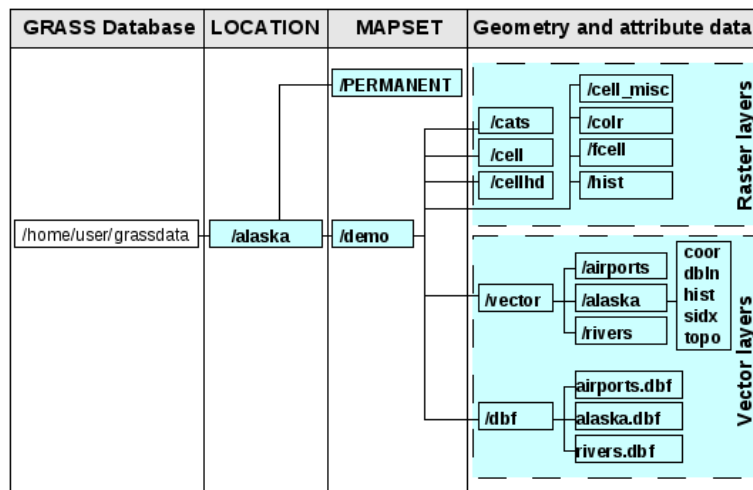 GRASS Database
LOCATION
MAPSET
Geometry and attribute data
/home/user/grassdata
/alaska
/PERMANENT
/demo
/cats
/cell
/cellhd
/cell_misc
/colr
/fcell
/hist
Raster layers
/vector
/airports
/alaska
/rivers
coor
dbln
hist
sidx
topo
/dbf
airports.dbf
alaska.dbf
rivers.dbf
Vector layers